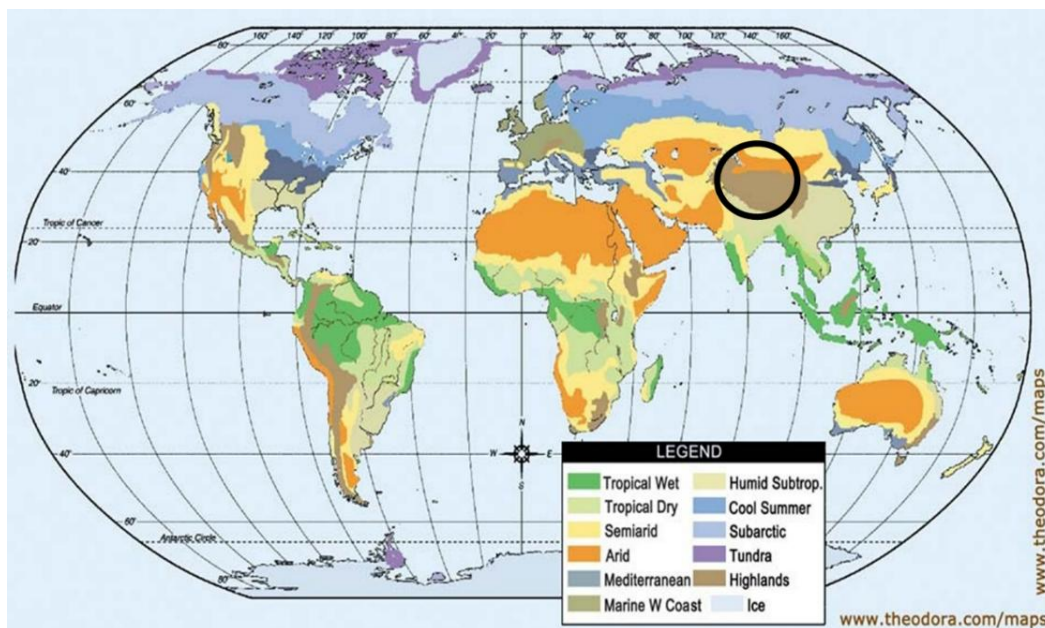 160° 140° 120° 100° 80° 60° 40° 20° 0° 20° 40° 60° 80° 100° 120° 140° 160°
80°
60°
40°
Tropic of Cancer
20°
Equator
20°
Tropic of Capricorn
40°
60°
Antarctic Circle
N
W E
S
LEGEND
Tropical Wet Humid Subtrop.
Tropical Dry Cool Summer
Semiarid Subarctic
Arid Tundra
Mediterranean Highlands
Marine W Coast Ice
www.theodora.com/maps
www.theodora.com/maps